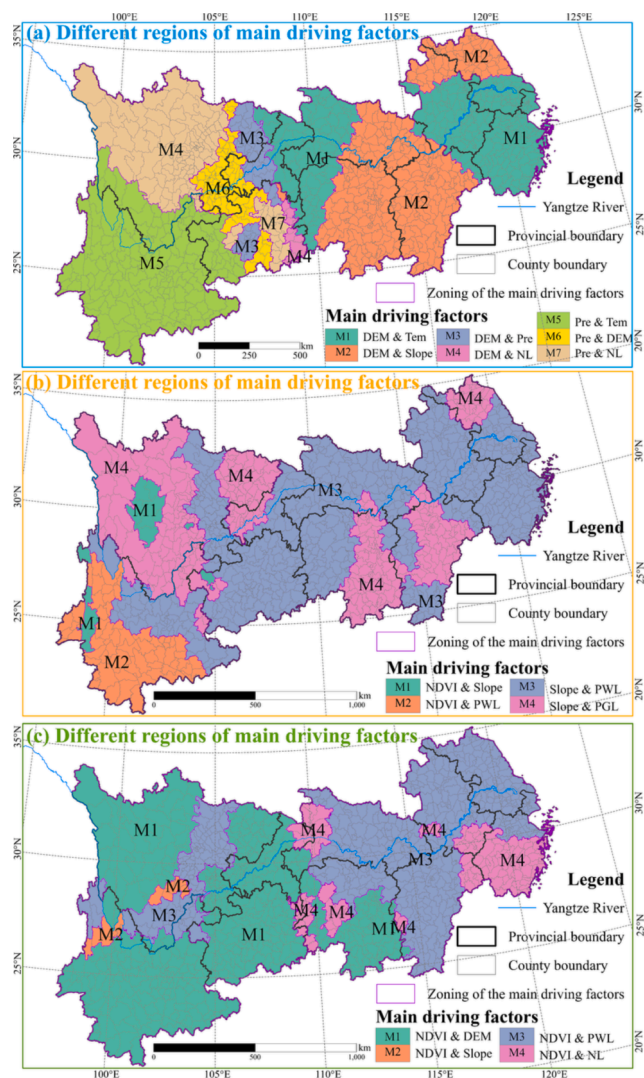 100°E 105°E 110°E 115°E 120°E 125°E
35°N
(a) Different regions of main driving factors
M2
M3
M4
30°N
30°N
M1
M1
M6
M2
M7
M3
M4
M5
25°N
25°N
Legend
Yangtze River
Provincial boundary
County boundary
Zoning of the main driving factors
Main driving factors
M1 DEM & Tem
M2 DEM & Slope
M3 DEM & Pre
M4 DEM & NL
M5 Pre & Tem
M6 Pre & DEM
M7 Pre & NL
km
0 250 500
20°N
(b) Different regions of main driving factors
35°N
M4
M4
M4
M3
M1
30°N
30°N
M4
M1
M3
M2
25°N
25°N
Legend
Yangtze River
Provincial boundary
County boundary
Zoning of the main driving factors
Main driving factors
M1 NDVI & Slope
M2 NDVI & PWL
M3 Slope & PWL
M4 Slope & PGL
km
0 500 1,000
20°N
(c) Different regions of main driving factors
35°N
M1
M4
M4
M3
M4
30°N
30°N
M2
M3
M4
M4
M2
M1
M1
M4
25°N
25°N
Legend
Yangtze River
Provincial boundary
County boundary
Zoning of the main driving factors
Main driving factors
M1 NDVI & DEM
M2 NDVI & Slope
M3 NDVI & PWL
M4 NDVI & NL
km
0 500 1,000
20°N
100°E 105°E 110°E 115°E 120°E